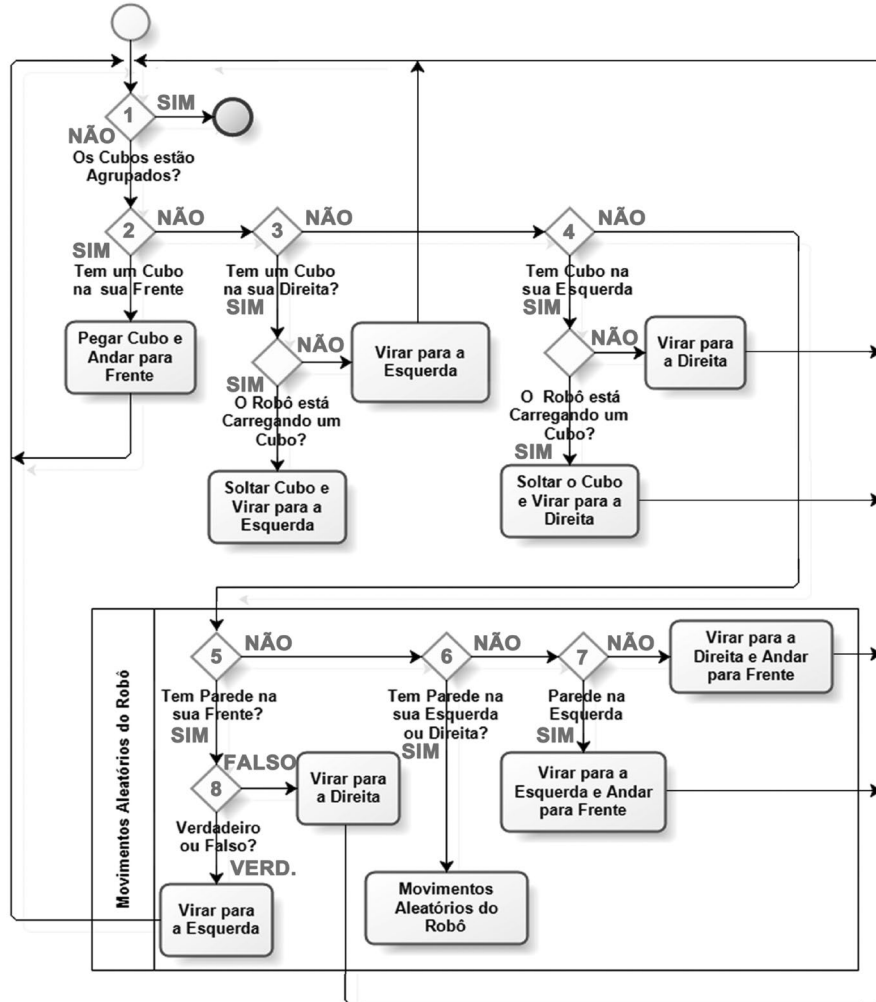 1
SIM
NÃO
Os Cubos estão
Agrupados?
2
NÃO
SIM
Tem um Cubo
na sua Frente
Pegar Cubo e
Andar para
Frente
3
NÃO
Tem um Cubo
na sua Direita?
SIM
NÃO
SIM
O Robô está
Carregando um
Cubo?
Virar para a
Esquerda
Soltar Cubo e
Virar para a
Esquerda
4
NÃO
Tem Cubo na
sua Esquerda
SIM
NÃO
O Robô está
Carregando um
Cubo?
SIM
Virar para
a Direita
Soltar o Cubo
e Virar para a
Direita
Movimentos Aleatórios do Robô
5
NÃO
Tem Parede na
sua Frente?
SIM
8
FALSO
Verdadeiro
ou Falso?
VERD.
Virar para
a Direita
Virar para
a Esquerda
6
NÃO
Tem Parede na
sua Esquerda
ou Direita?
SIM
Movimentos
Aleatórios do
Robô
7
NÃO
Parede na
Esquerda
SIM
Virar para a
Direita e Andar
para Frente
Virar para a
Esquerda e Andar
para Frente